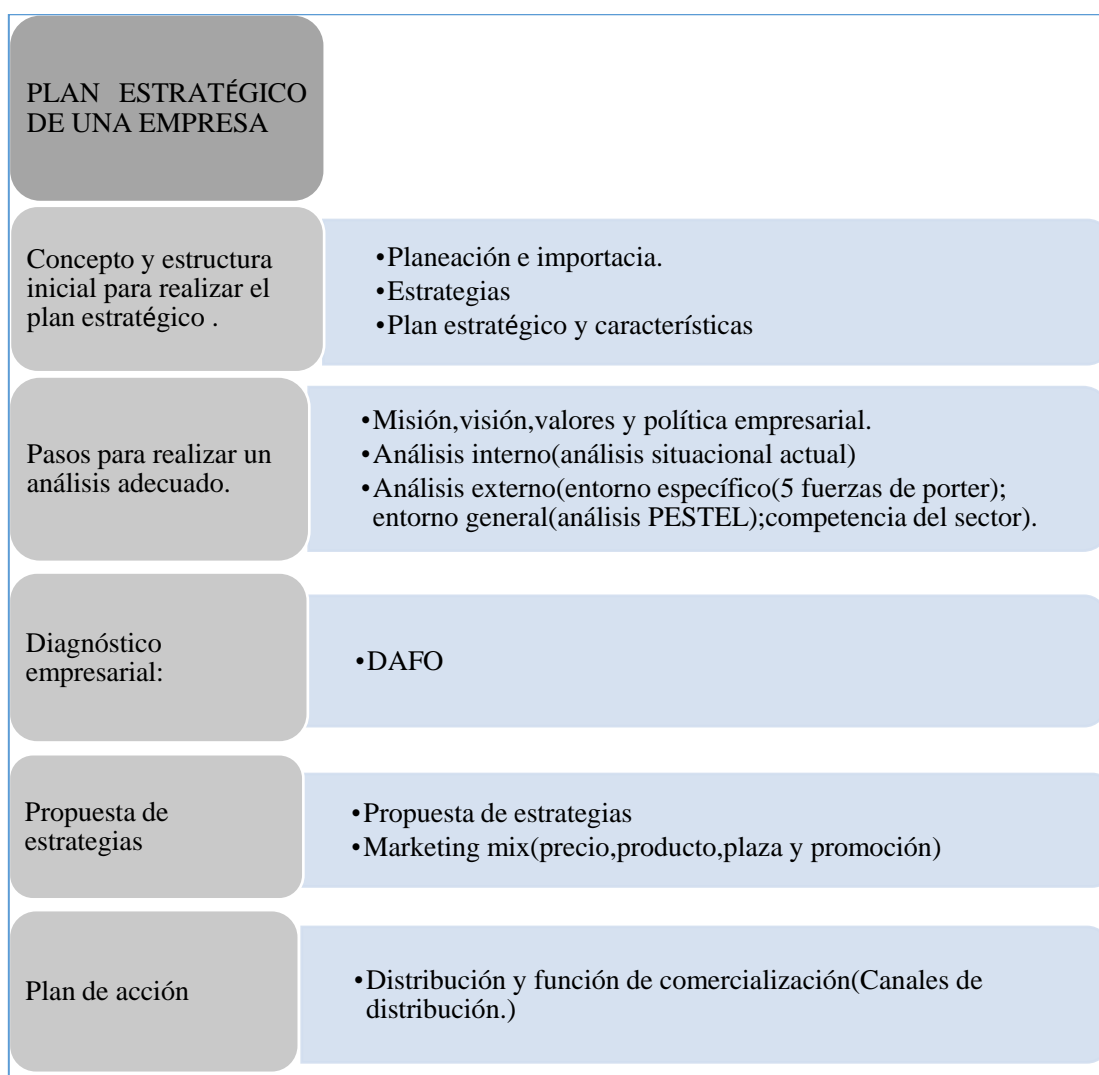 PLAN ESTRATÉGICO
DE UNA EMPRESA
Concepto y estructura
inicial para realizar el
plan estratégico .
•Planeación e importacia.
•Estrategias
•Plan estratégico y características
Pasos para realizar un
análisis adecuado.
•Misión,visión,valores y política empresarial.
•Análisis interno(análisis situacional actual)
•Análisis externo(entorno específico(5 fuerzas de porter);
entorno general(análisis PESTEL);competencia del sector).
Diagnóstico
empresarial:
•DAFO
Propuesta de
estrategias
•Propuesta de estrategias
•Marketing mix(precio,producto,plaza y promoción)
Plan de acción
•Distribución y función de comercialización(Canales de
distribución.)